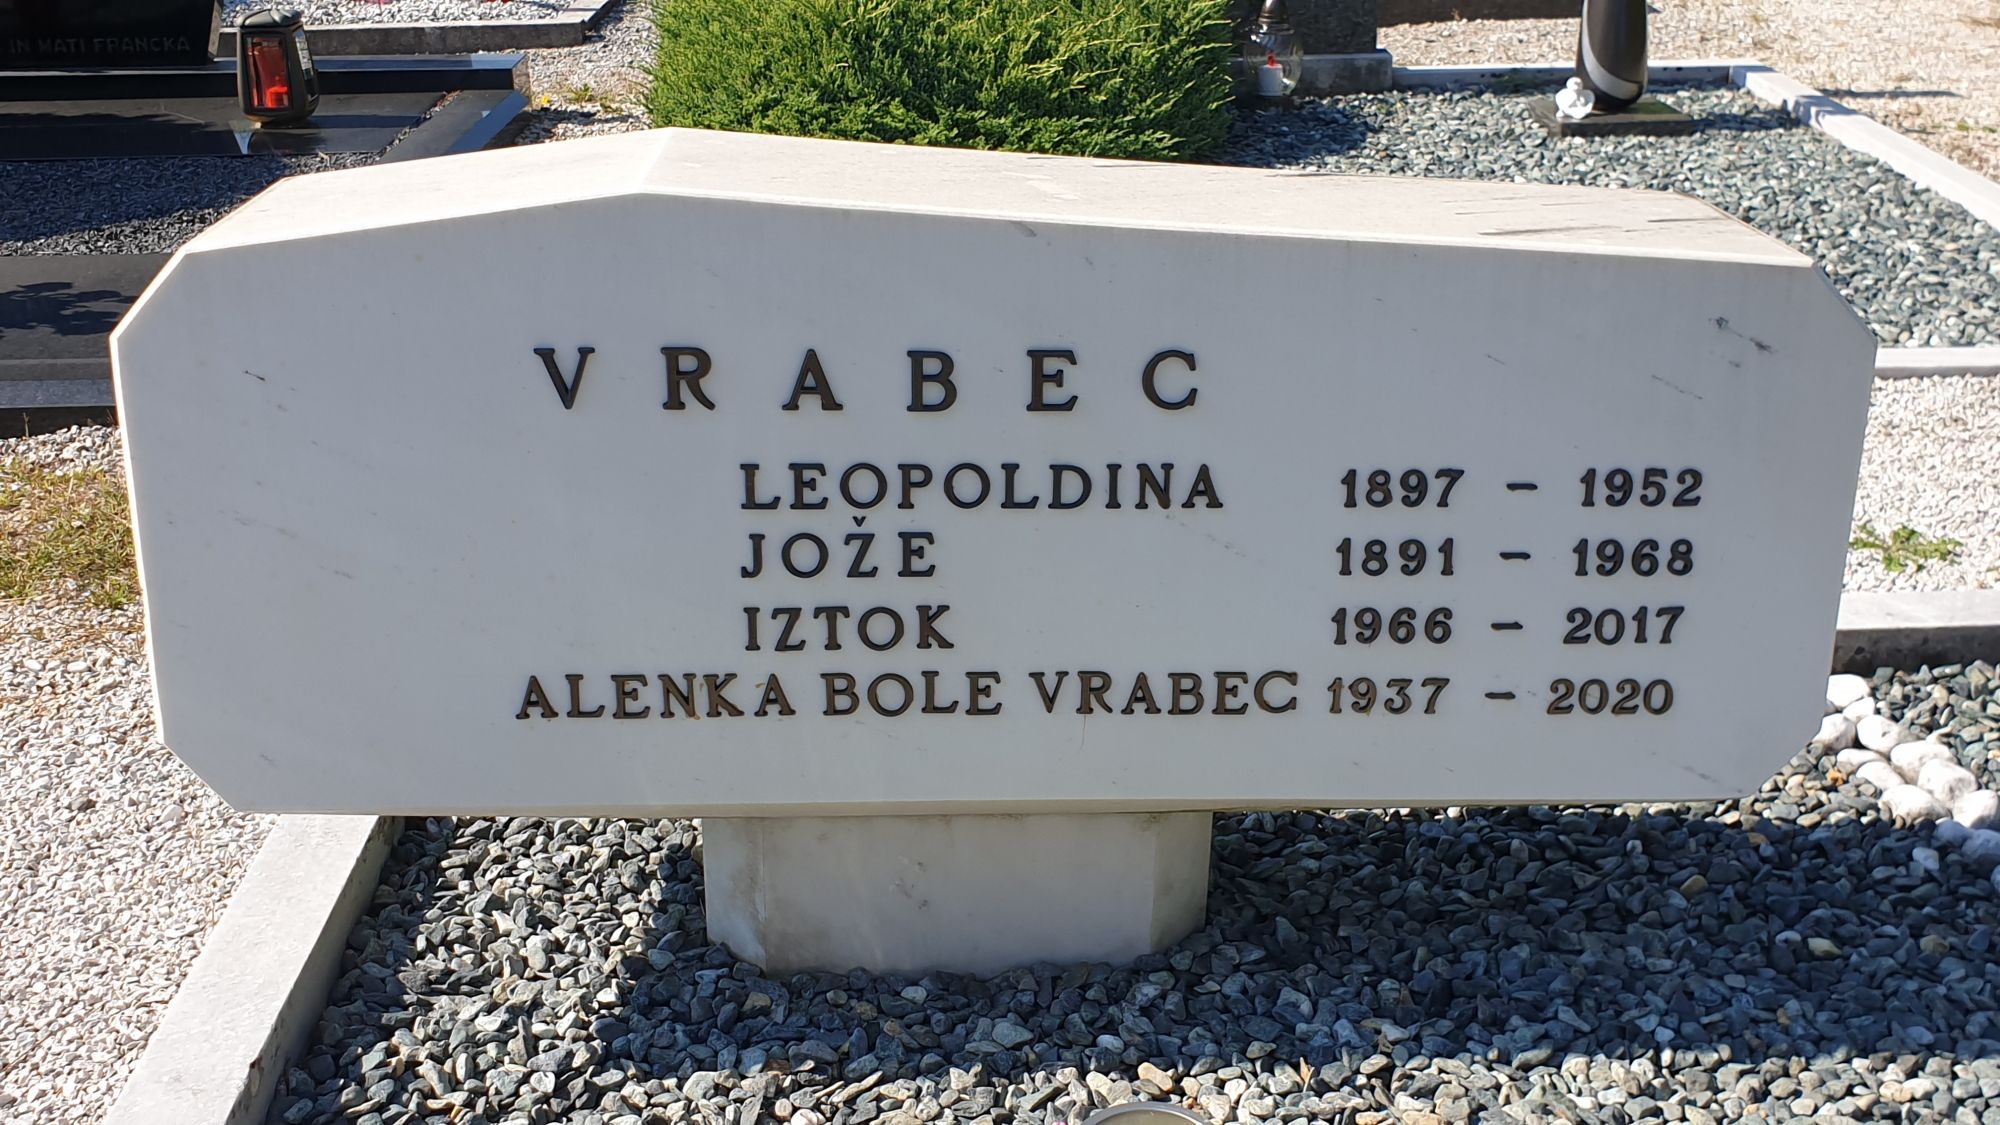 IN MATI FRANCKA
VRABEC
LEOPOLDINA 1897 - 1952
JOŽE 1891 - 1968
IZTOK 1966 - 2017
ALENKA BOLE VRABEC 1937 - 2020